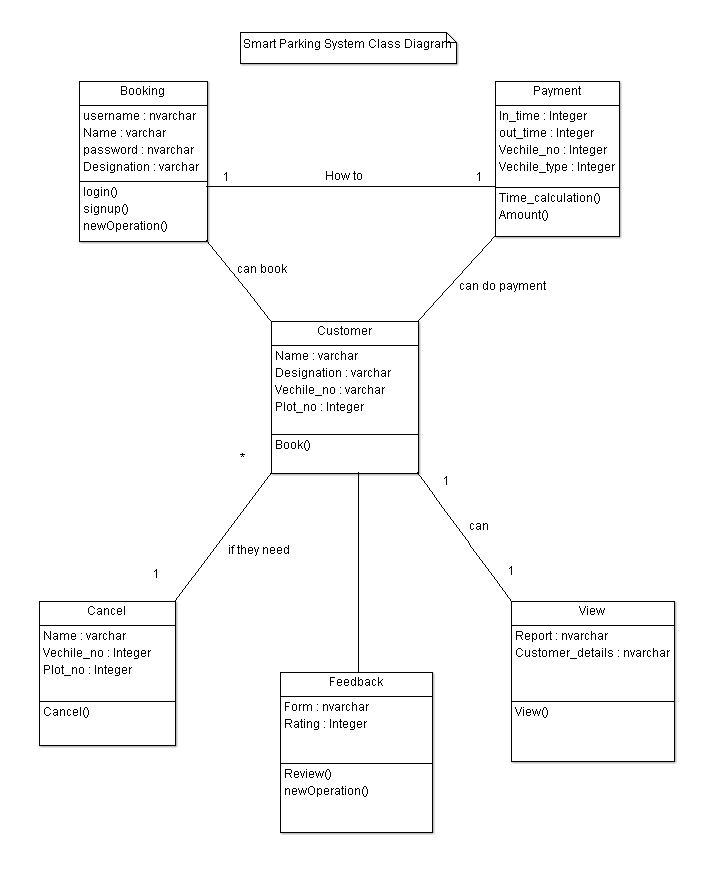 Smart Parking System Class Diagram
Booking
username : nvarchar
Name : varchar
password : nvarchar
Designation : varchar
login()
signup()
newOperation()
Payment
In_time : Integer
out_time : Integer
Vechile_no : Integer
Vechile_type : Integer
Time_calculation()
Amount()
1
How to
1
can book
can do payment
Customer
Name : varchar
Designation : varchar
Vechile_no : varchar
Plot_no : Integer
Book()
*
1
can
if they need
1
1
Cancel
Name : varchar
Vechile_no : Integer
Plot_no : Integer
Cancel()
View
Report : nvarchar
Customer_details : nvarchar
View()
Feedback
Form : nvarchar
Rating : Integer
Review()
newOperation()